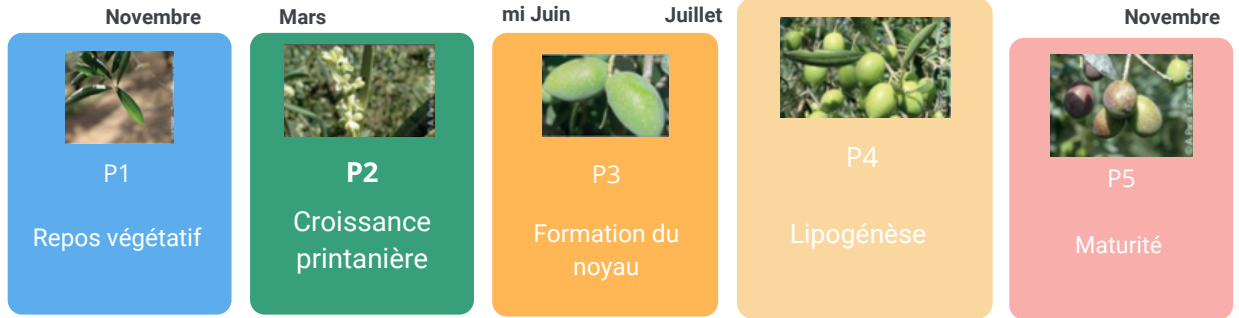 Novembre
Mars
mi Juin
Juillet
Novembre
P1
Repos végétatif
P2
Croissance
printanière
P3
Formation du
noyau
P4
Lipogénèse
P5
Maturité